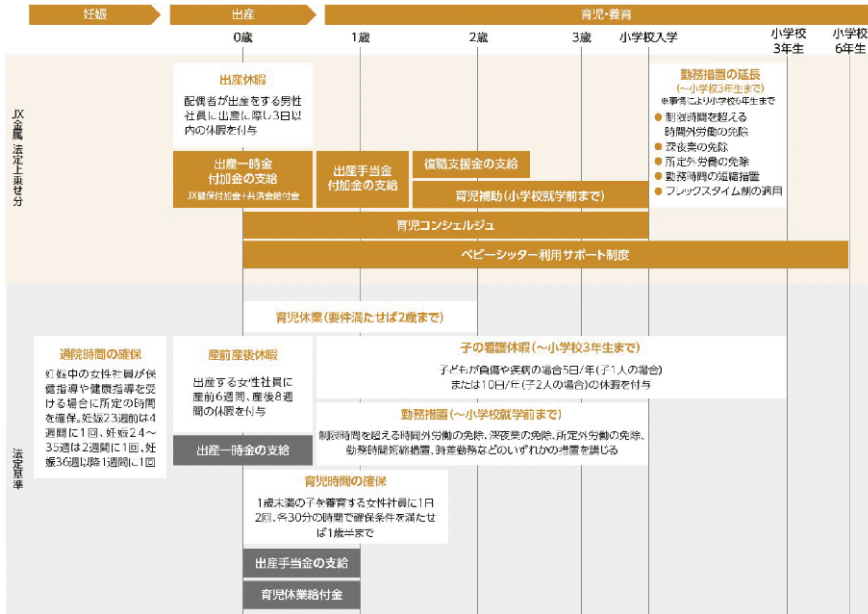 妊娠
出産
育児・養育
0歳
1歳
2歳
3歳
小学校入学
小学校
3年生
小学校
6年生
JX金属 法定上乗せ分
出産休暇
配偶者が出産をする男性
社員に出産に際し3日以
内の休暇を付与
勤務措置の延長
(~小学校3年生まで)
※事情により小学校6年生まで
● 制限時間を超える
時間外労働の免除
● 深夜業の免除
● 所定外労働の免除
● 勤務時間の短縮措置
● フレックスタイム制の適用
出産一時金
付加金の支給
JX健保付加金+共済会給付金
出産手当金
付加金の支給
復職支援金の支給
育児補助(小学校就学前まで)
育児コンシェルジュ
ベビーシッター利用サポート制度
法定基準
育児休業(要件満たせば2歳まで)
通院時間の確保
妊娠中の女性社員が保
健指導や健康指導を受
ける場合に所定の時間
を確保。妊娠23週前は4
週間に1回、妊娠24~
35週は2週間に1回、妊
娠36週以降1週間に1回
産前産後休暇
出産する女性社員に
産前6週間、産後8週
間の休暇を付与
出産一時金の支給
子の看護休暇(~小学校3年生まで)
子どもが負傷や疾病の場合5日/年(子1人の場合)
または10日/年(子2人の場合)の休暇を付与
勤務措置(~小学校就学前まで)
制限時間を超える時間外労働の免除、深夜業の免除、所定外労働の免除、
勤務時間短縮措置、時差勤務などのいずれかの措置を講じる
育児時間の確保
1歳未満の子を養育する女性社員に1日
2回、各30分の時間で確保条件を満たせ
ば1歳半まで
出産手当金の支給
育児休業給付金